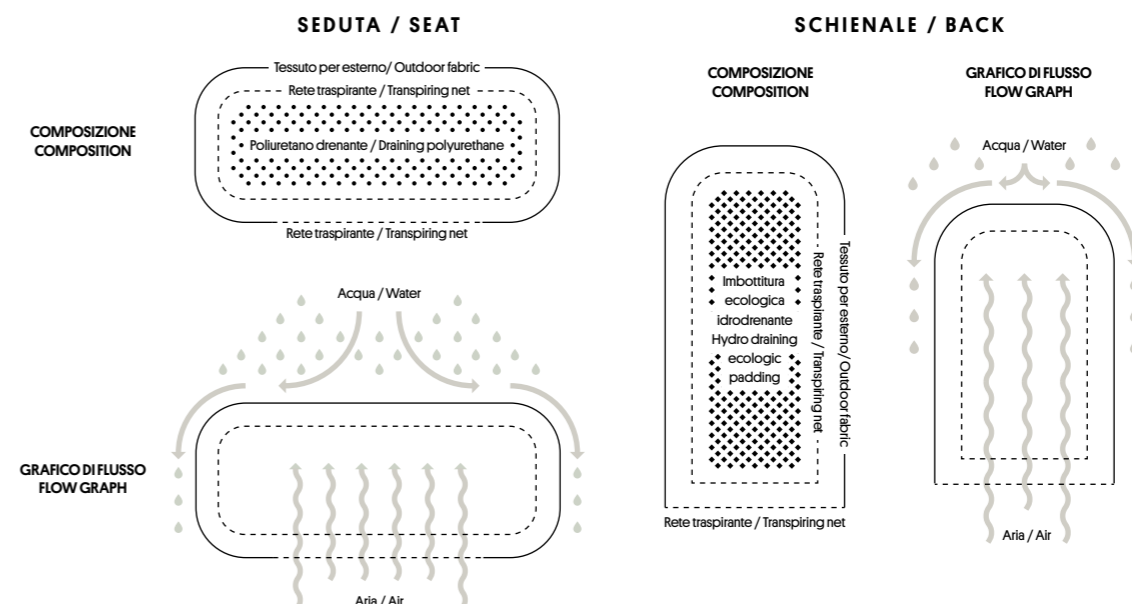 SEDUTA / SEAT
COMPOSIZIONE
COMPOSITION
Tessuto per esterno/ Outdoor fabric
Rete traspirante / Transpiring net
Poliuretano drenante / Draining polyurethane
Rete traspirante / Transpiring net
GRAFICO DI FLUSSO
FLOW GRAPH
Acqua / Water
Aria / Air
SCHIENALE / BACK
COMPOSIZIONE
COMPOSITION
Imbottitura
ecologica
idrodrenante
Hydro draining
ecologic
padding
Rete traspirante / Transpiring net
Tessuto per esterno/ Outdoor fabric
Rete traspirante / Transpiring net
GRAFICO DI FLUSSO
FLOW GRAPH
Acqua / Water
Aria / Air